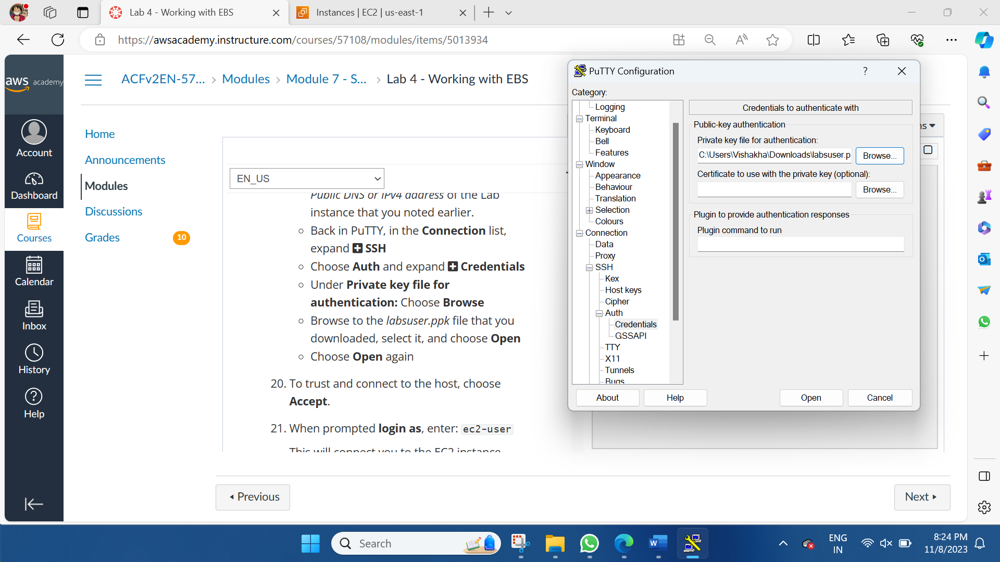 Lab 4 - Working with EBS
Instances | EC2 | us-east-1
https://awsacademy.instructure.com/courses/57108/modules/items/5013934
aws academy
Account
Dashboard
Courses
Calendar
Inbox
History
Help
ACFv2EN-57... > Modules > Module 7 - S... > Lab 4 - Working with EBS
Home
Announcements
Modules
Discussions
Grades 10
EN_US
Public DNS or IPv4 address of the Lab
instance that you noted earlier.
Back in PuTTY, in the Connection list,
expand SSH
Choose Auth and expand Credentials
Under Private key file for
authentication: Choose Browse
Browse to the labsuser.ppk file that you
downloaded, select it, and choose Open
Choose Open again
20. To trust and connect to the host, choose
Accept.
21. When prompted login as, enter: ec2-user
This will connect you to the EC2 instance
Previous
Next
PuTTY Configuration
?
Category:
Logging
Terminal
Keyboard
Bell
Features
Window
Appearance
Behaviour
Translation
Selection
Colours
Connection
Data
Proxy
SSH
Kex
Host keys
Cipher
Auth
Credentials
GSSAPI
TTY
X11
Tunnels
Bugs
Credentials to authenticate with
Public-key authentication
Private key file for authentication:
C:\Users\Vishakha\Downloads\labsuser.p
Browse...
Certificate to use with the private key (optional):
Browse...
Plugin to provide authentication responses
Plugin command to run
About
Help
Open
Cancel
Search
ENG
IN
8:24 PM
11/8/2023